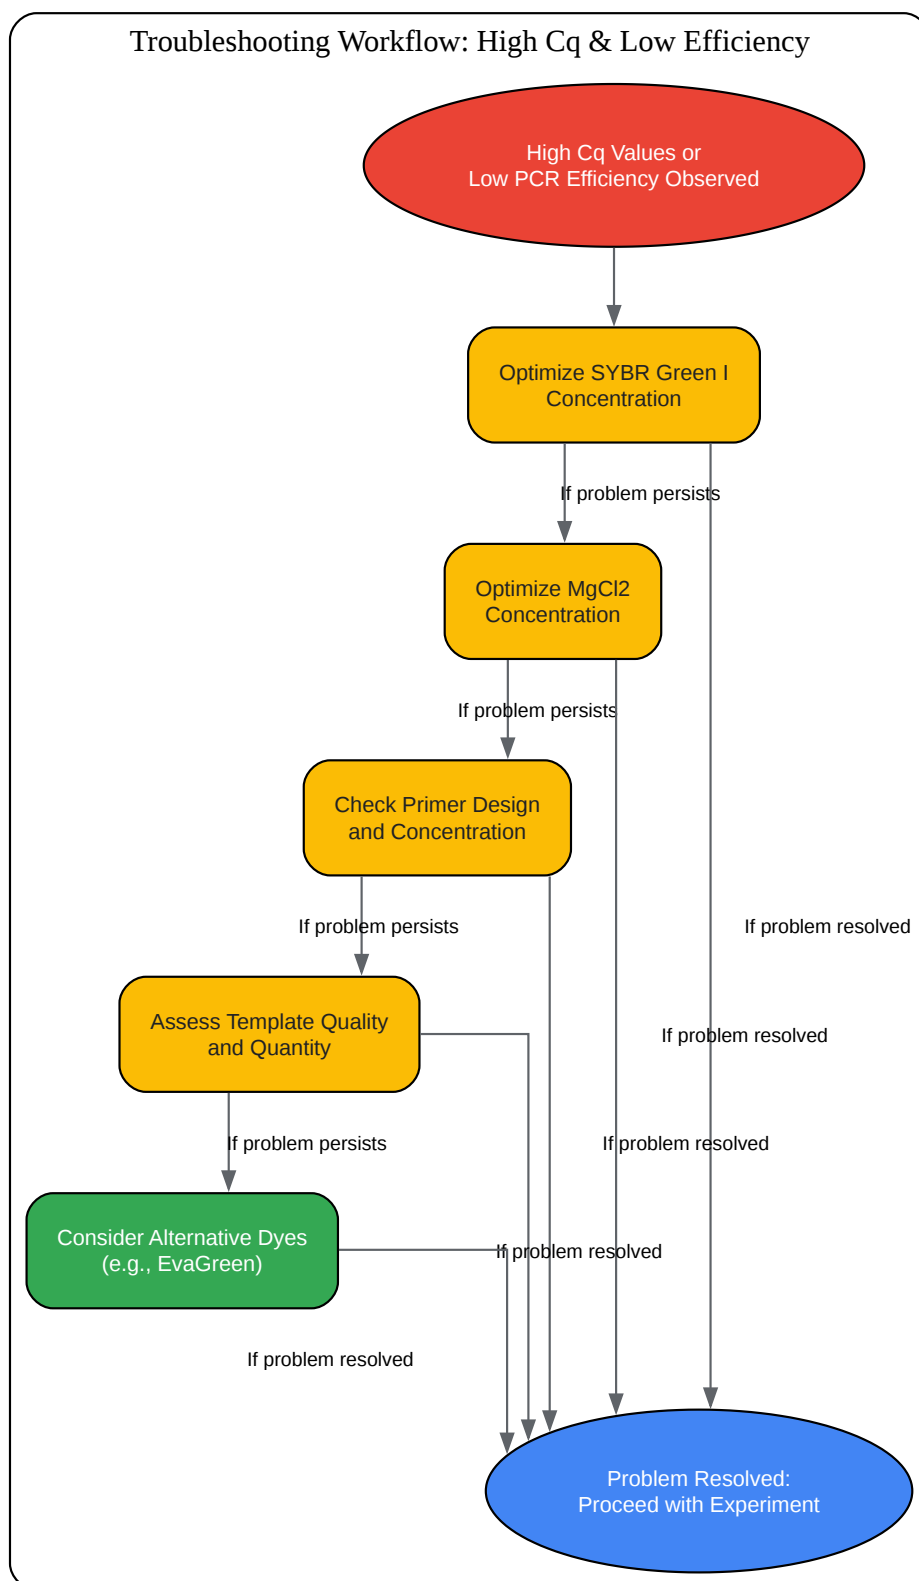 Troubleshooting Workflow: High Cq & Low Efficiency
High Cq Values or
Low PCR Efficiency Observed
Optimize SYBR Green I
Concentration
If problem persists
Optimize MgCl2
Concentration
If problem persists
Check Primer Design
and Concentration
If problem persists
If problem resolved
Assess Template Quality
and Quantity
If problem resolved
If problem persists
If problem resolved
Consider Alternative Dyes
(e.g., EvaGreen)
If problem resolved
If problem resolved
Problem Resolved:
Proceed with Experiment